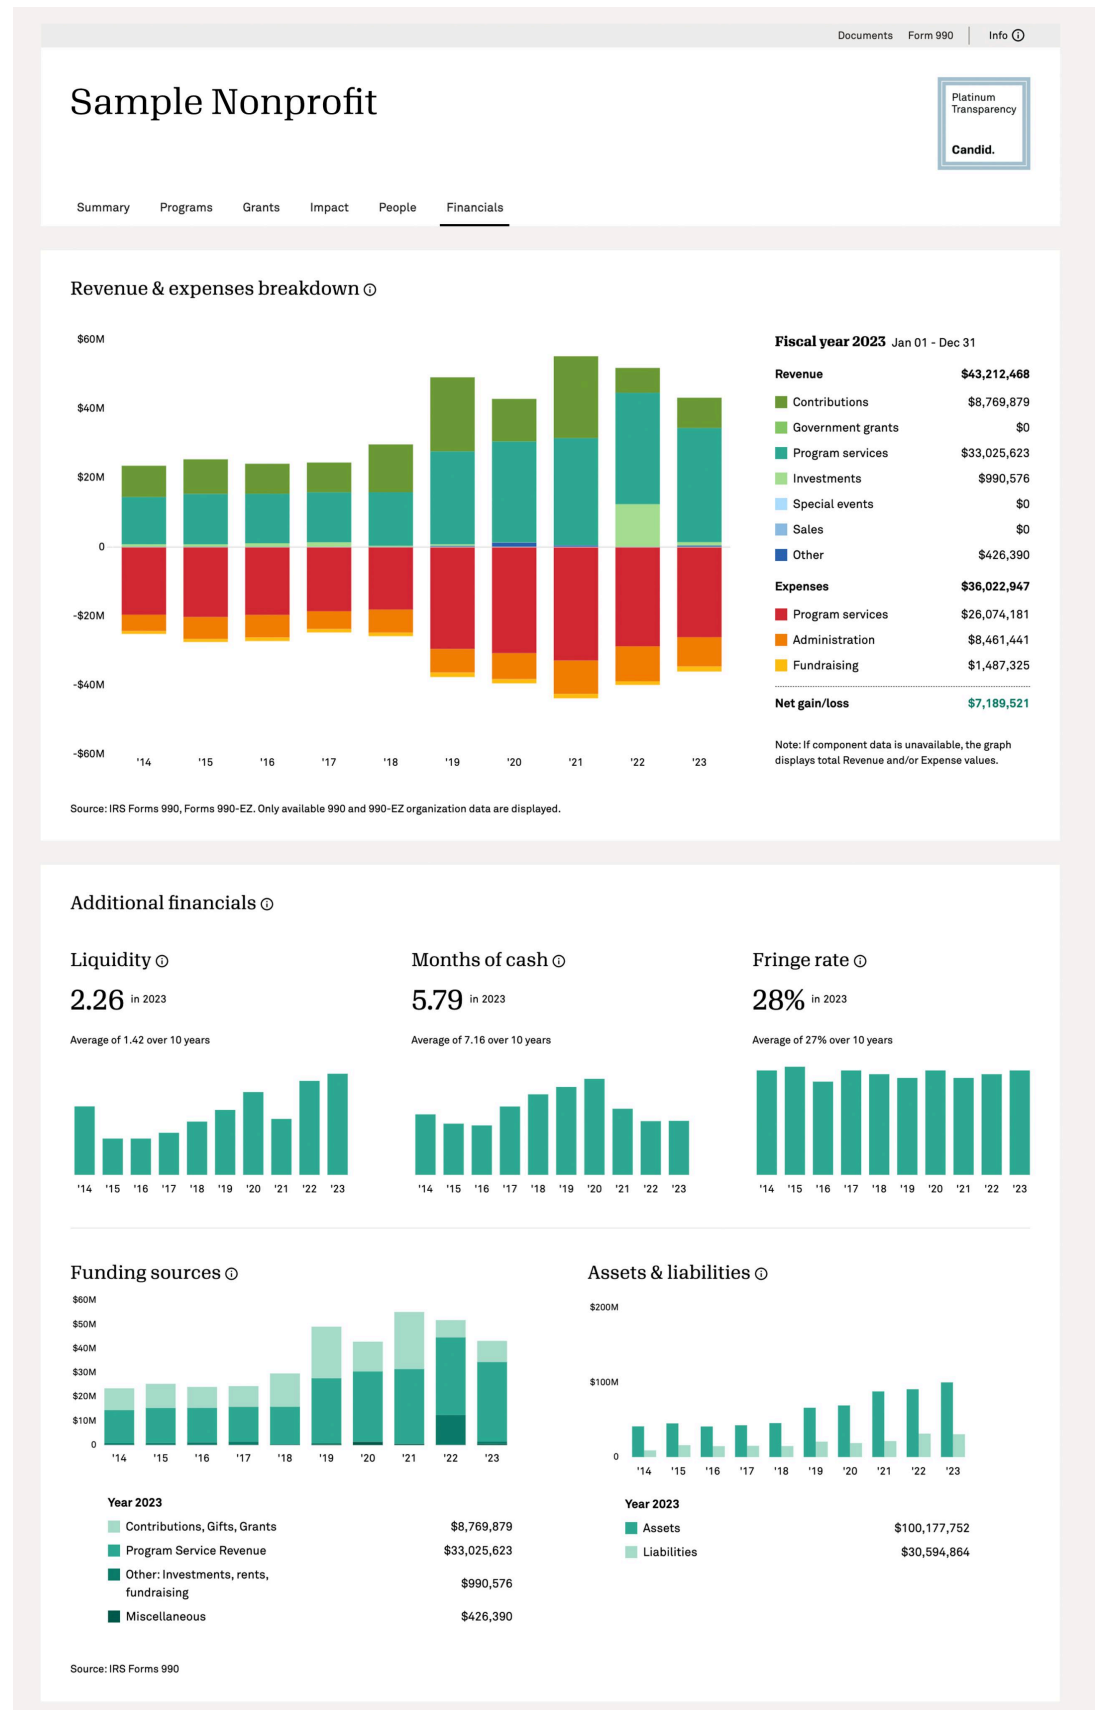 Documents Form 990 Info
Sample Nonprofit
Platinum
Transparency
Candid.
Summary Programs Grants Impact People Financials
Revenue & expenses breakdown
$60M
$40M
$20M
0
-$20M
-$40M
-$60M
'14 '15 '16 '17 '18 '19 '20 '21 '22 '23
Fiscal year 2023 Jan 01 - Dec 31
Revenue $43,212,468
Contributions $8,769,879
Government grants $0
Program services $33,025,623
Investments $990,576
Special events $0
Sales $0
Other $426,390
Expenses $36,022,947
Program services $26,074,181
Administration $8,461,441
Fundraising $1,487,325
Net gain/loss $7,189,521
Note: If component data is unavailable, the graph
displays total Revenue and/or Expense values.
Source: IRS Forms 990, Forms 990-EZ. Only available 990 and 990-EZ organization data are displayed.
Additional financials
Liquidity
2.26 in 2023
Average of 1.42 over 10 years
'14 '15 '16 '17 '18 '19 '20 '21 '22 '23
Months of cash
5.79 in 2023
Average of 7.16 over 10 years
'14 '15 '16 '17 '18 '19 '20 '21 '22 '23
Fringe rate
28% in 2023
Average of 27% over 10 years
'14 '15 '16 '17 '18 '19 '20 '21 '22 '23
Funding sources
$60M
$50M
$40M
$30M
$20M
$10M
0
'14 '15 '16 '17 '18 '19 '20 '21 '22 '23
Year 2023
Contributions, Gifts, Grants $8,769,879
Program Service Revenue $33,025,623
Other: Investments, rents,
fundraising $990,576
Miscellaneous $426,390
Assets & liabilities
$200M
$100M
0
'14 '15 '16 '17 '18 '19 '20 '21 '22 '23
Year 2023
Assets $100,177,752
Liabilities $30,594,864
Source: IRS Forms 990